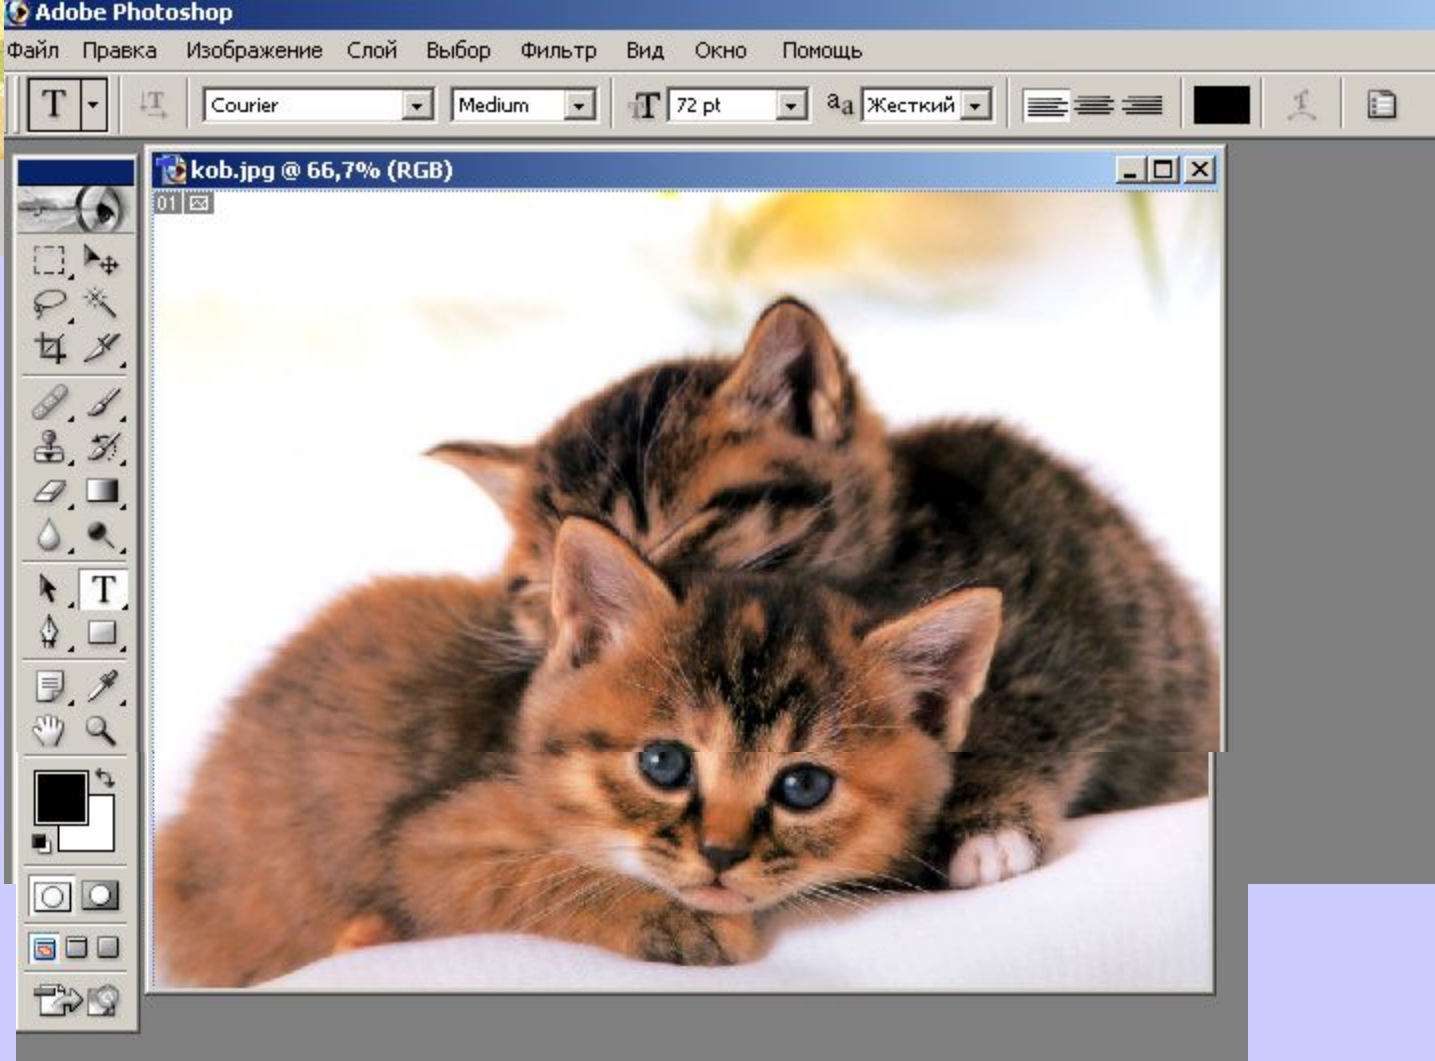 Adobe Photoshop
Файл Правка Изображение Слой Выбор Фильтр Вид Окно Помощь
T T Courier Medium T 72 pt aa Жесткий
kob.jpg @ 66,7% (RGB)
01
T